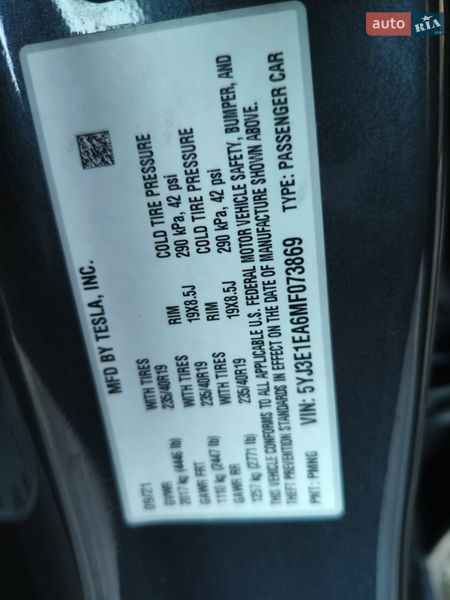 auto RIA
MFD BY TESLA, INC.
09/21
GVWR WITH TIRES RIM COLD TIRE PRESSURE
2017 kg (4446 lb) 235/40R19 19X8.5J 290 kPa, 42 psi
GAWR FRT WITH TIRES RIM COLD TIRE PRESSURE
1110 kg (2447 lb) 235/40R19 19X8.5J 290 kPa, 42 psi
GAWR RR WITH TIRES
1257 kg (2771 lb) 235/40R19
THIS VEHICLE CONFORMS TO ALL APPLICABLE U.S. FEDERAL MOTOR VEHICLE SAFETY, BUMPER, AND
THEFT PREVENTION STANDARDS IN EFFECT ON THE DATE OF MANUFACTURE SHOWN ABOVE.
VIN: 5YJ3E1EA6MF073869 TYPE: PASSENGER CAR
PNT: PMNG